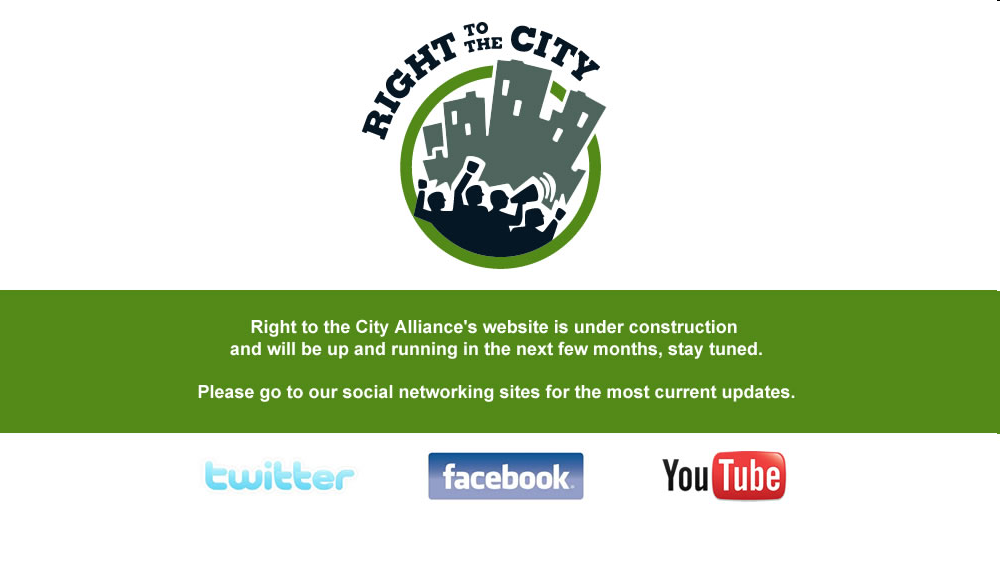 RIGHT TO THE CITY
Right to the City Alliance's website is under construction
and will be up and running in the next few months, stay tuned.
Please go to our social networking sites for the most current updates.
twitter
facebook
YouTube